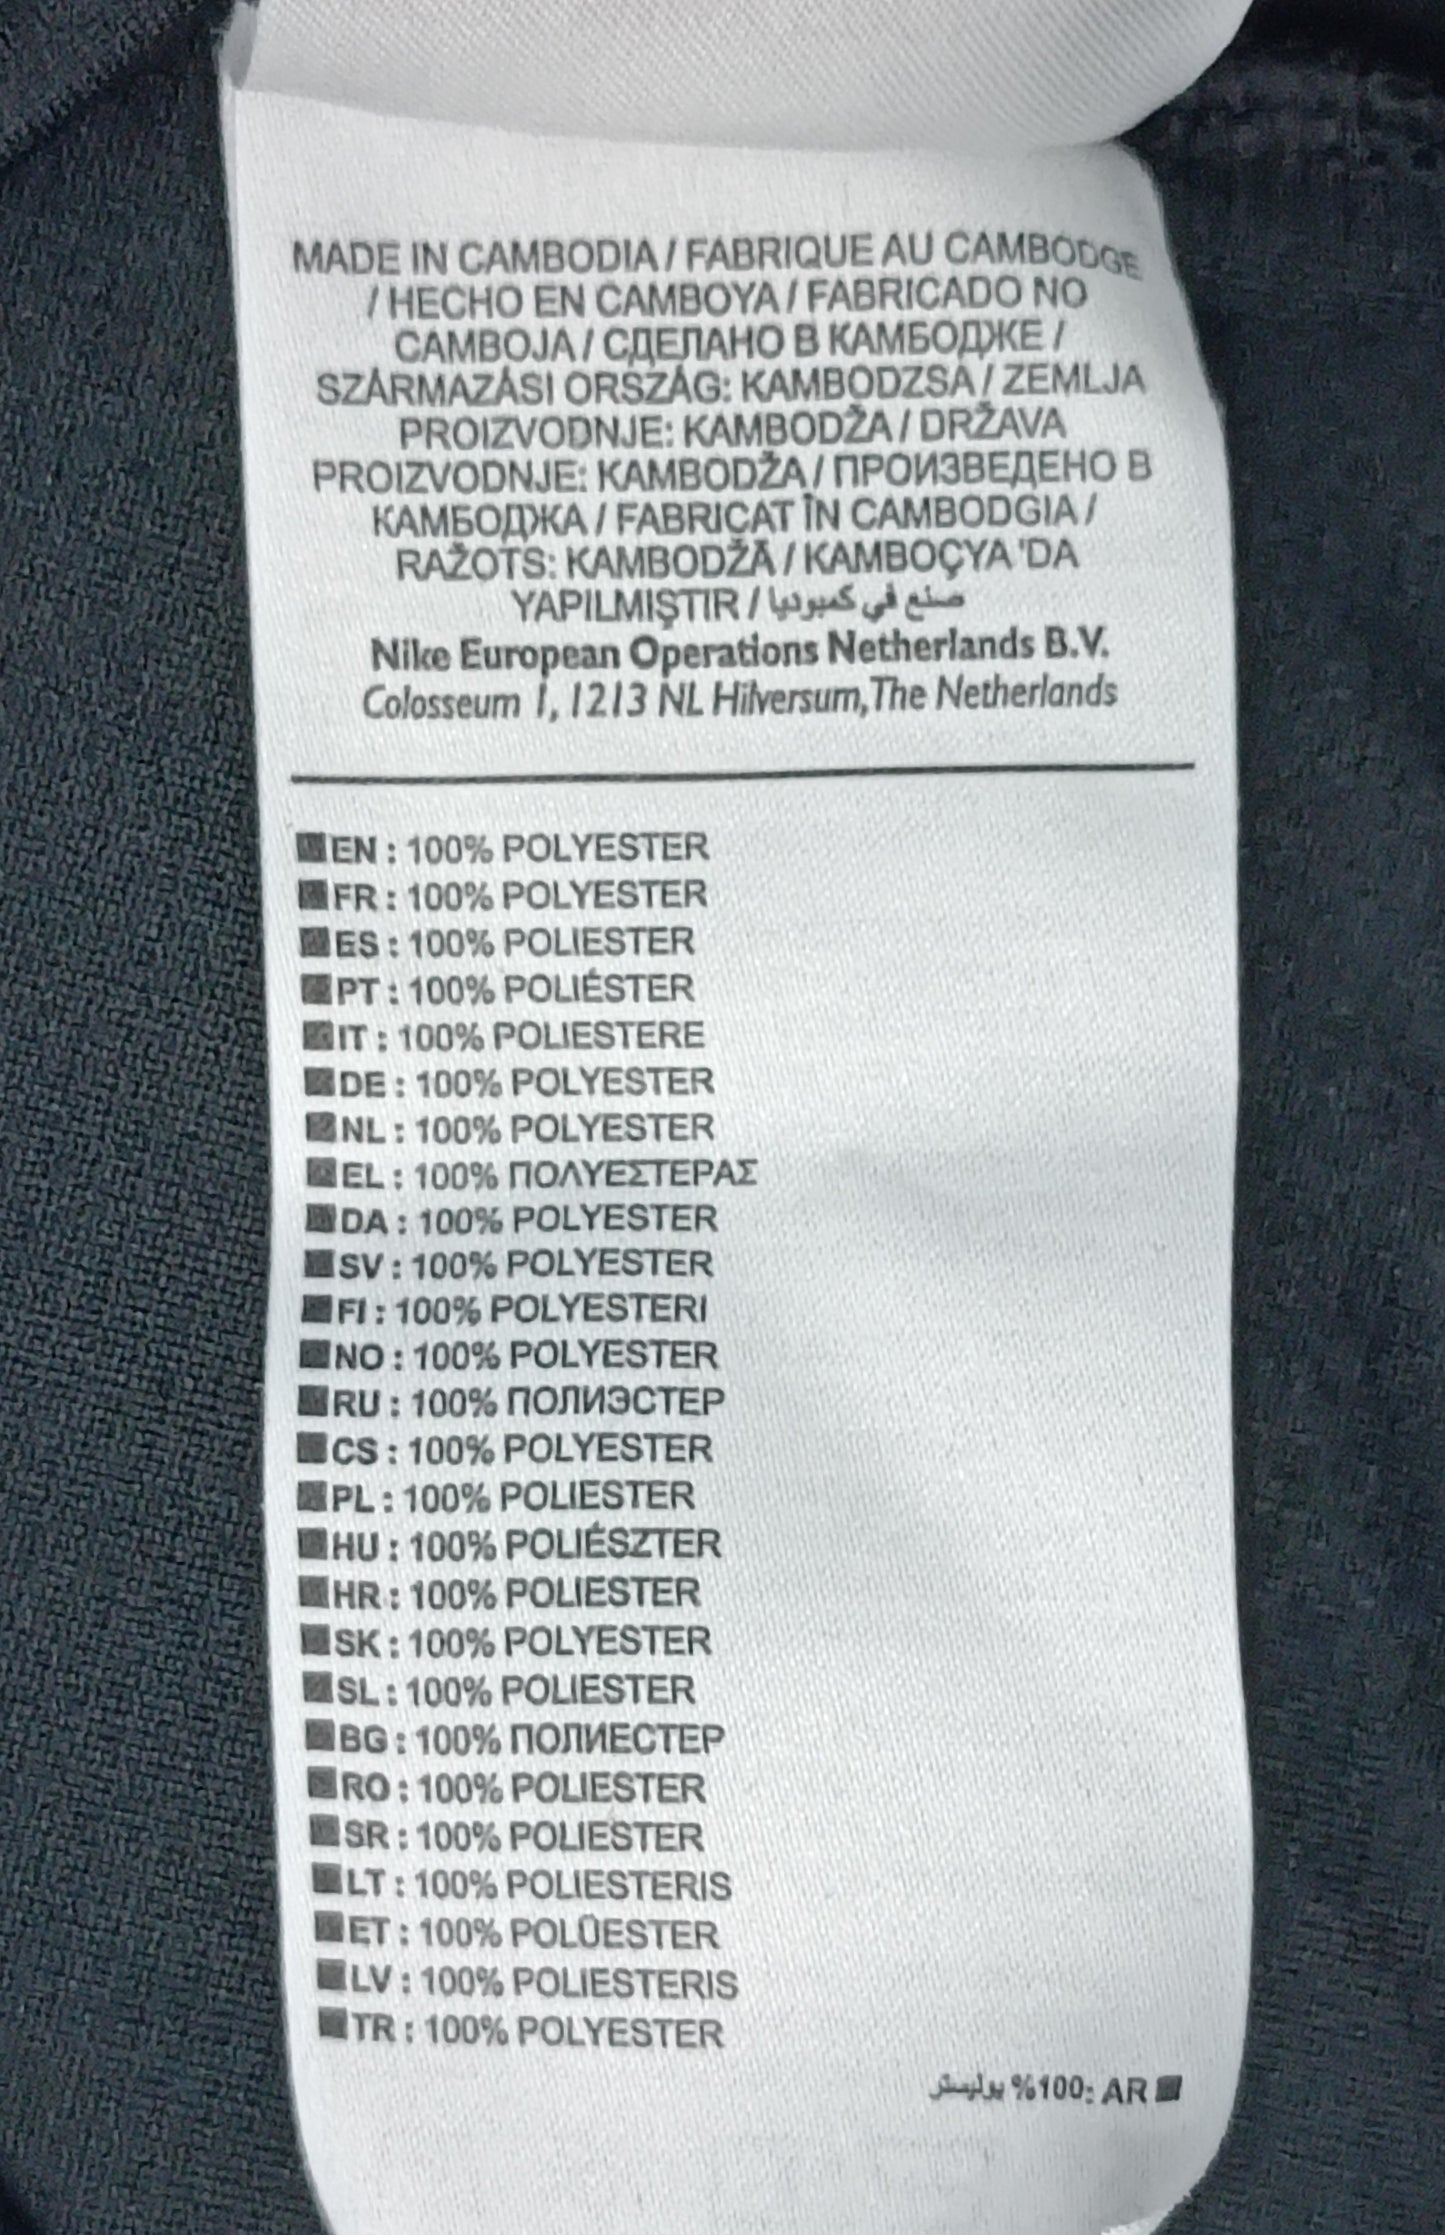 MADE IN CAMBODIA / FABRIQUE AU CAMBODGE
/ HECHO EN CAMBOYA / FABRICADO NO
CAMBOJA / СДЕЛАНО В КАМБОДЖЕ /
SZÁRMAZÁSI ORSZÁG: KAMBODZSA / ZEMLJA
PROIZVODNJE: KAMBODŽA / DRŽAVA
PROIZVODNJE: KAMBODŽA / ПРОИЗВЕДЕНО В
КАМБОДЖА / FABRICAT ÎN CAMBODGIA /
RAŽOTS: KAMBODŽĀ / KAMBOÇYA 'DA
YAPILMIŞTIR / صنع في كمبوديا
Nike European Operations Netherlands B.V.
Colosseum 1, 1213 NL Hilversum, The Netherlands
■EN : 100% POLYESTER
■FR : 100% POLYESTER
■ES : 100% POLIESTER
■PT : 100% POLIÉSTER
■IT : 100% POLIESTERE
■DE : 100% POLYESTER
■NL : 100% POLYESTER
■EL : 100% ΠΟΛΥΕΣΤΕΡΑΣ
■DA : 100% POLYESTER
■SV : 100% POLYESTER
■FI : 100% POLYESTERI
■NO : 100% POLYESTER
■RU : 100% ПОЛИЭСТЕР
■CS : 100% POLYESTER
■PL : 100% POLIESTER
■HU : 100% POLIÉSZTER
■HR : 100% POLIESTER
■SK : 100% POLYESTER
■SL : 100% POLIESTER
■BG : 100% ПОЛИЕСТЕР
■RO : 100% POLIESTER
■SR : 100% POLIESTER
■LT : 100% POLIESTERIS
■ET : 100% POLÜESTER
■LV : 100% POLIESTERIS
■TR : 100% POLYESTER
■ AR :100% بوليستر